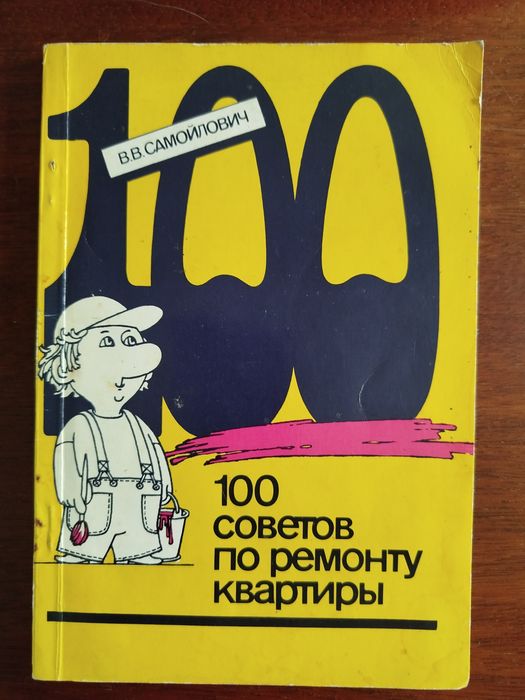 100
В.В. САМОЙЛОВИЧ
100
советов
по ремонту
квартиры